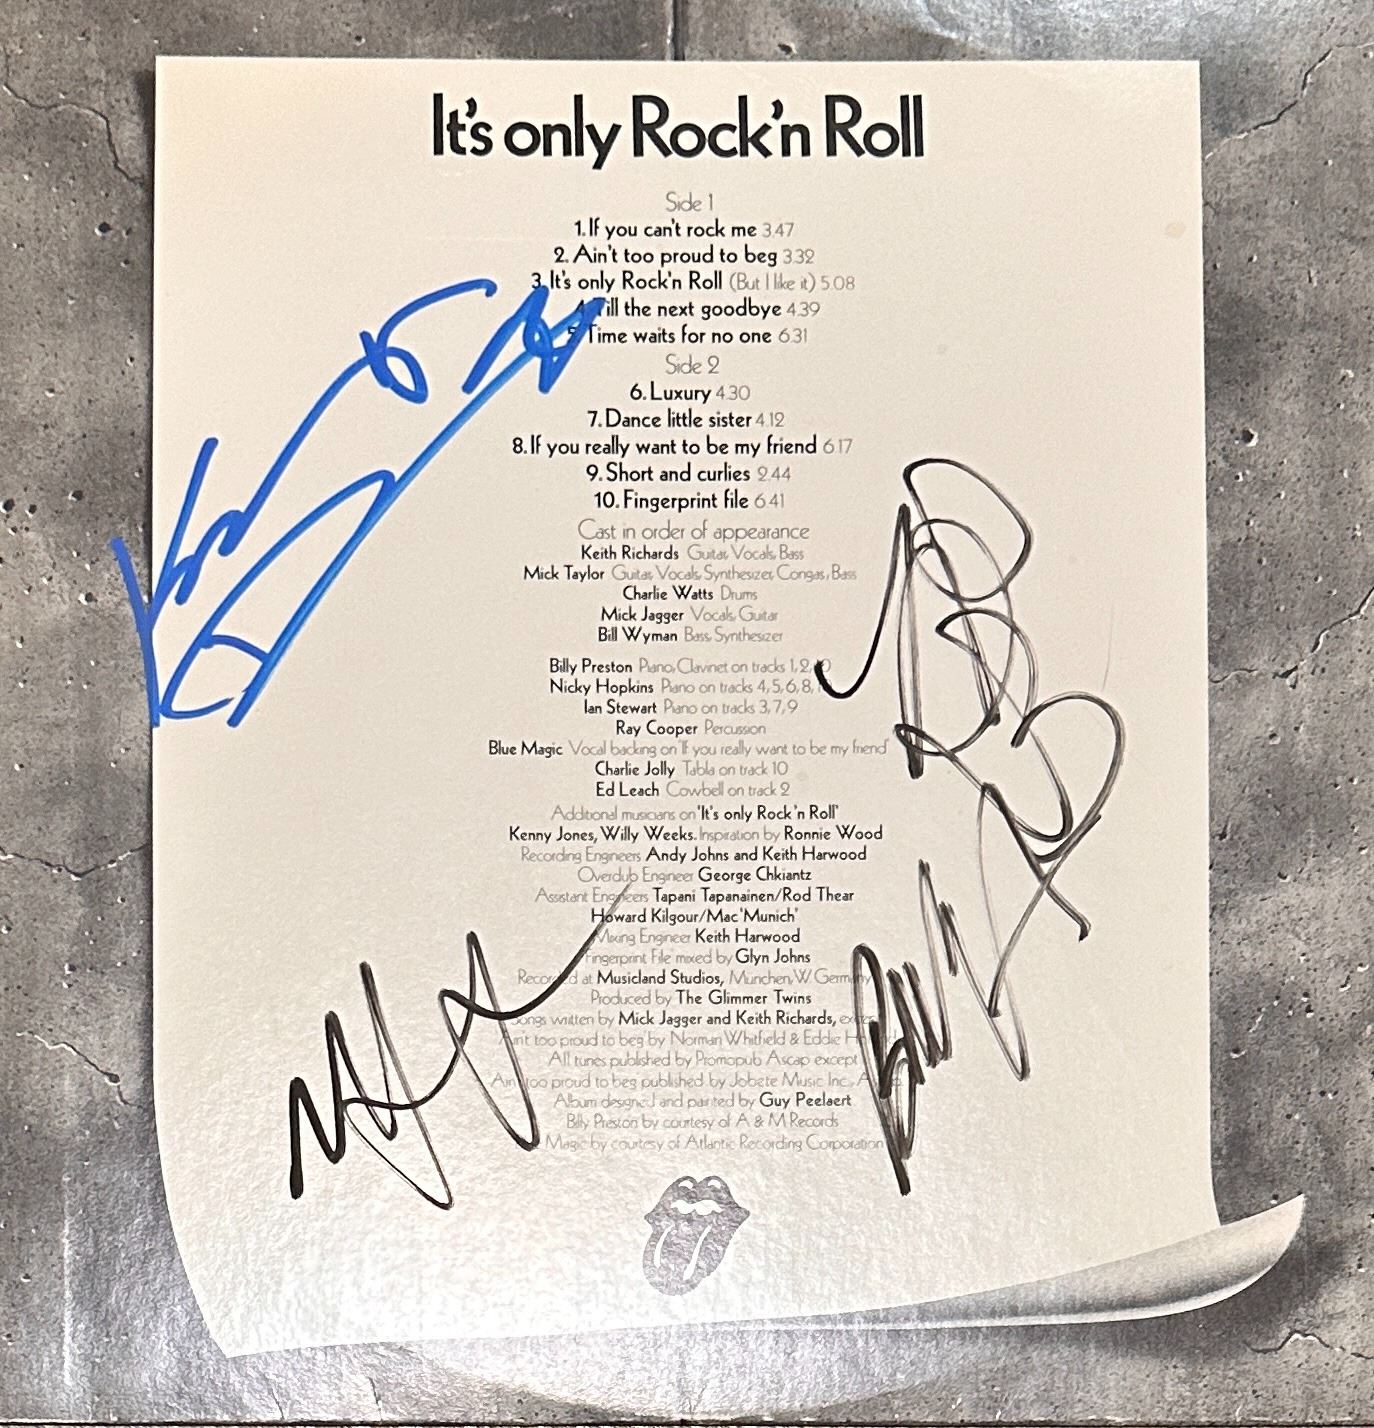 It's only Rock'n Roll
Side 1
1. If you can't rock me 3.47
2. Ain't too proud to beg 3.32
3. It's only Rock'n Roll (But I like it) 5.08
4. Till the next goodbye 4.39
5. Time waits for no one 6.31
Side 2
6. Luxury 4.30
7. Dance little sister 4.12
8. If you really want to be my friend 6.17
9. Short and curlies 2.44
10. Fingerprint file 6.41
Cast in order of appearance
Keith Richards Guitar, Vocals, Bass
Mick Taylor Guitar, Vocals, Synthesizer, Congas, Bass
Charlie Watts Drums
Mick Jagger Vocals, Guitar
Bill Wyman Bass, Synthesizer
Billy Preston Piano, Clavinet on tracks 1, 2, 10
Nicky Hopkins Piano on tracks 4, 5, 6, 8,
Ian Stewart Piano on tracks 3, 7, 9
Ray Cooper Percussion
Blue Magic Vocal backing on 'If you really want to be my friend'
Charlie Jolly Tabla on track 10
Ed Leach Cowbell on track 2
Additional musicians on 'It's only Rock'n Roll'
Kenny Jones, Willy Weeks. Inspiration by Ronnie Wood
Recording Engineers Andy Johns and Keith Harwood
Overdub Engineer George Chkiantz
Assistant Engineers Tapani Tapanainen/Rod Thear
Howard Kilgour/Mac 'Munich'
Mixing Engineer Keith Harwood
Fingerprint File mixed by Glyn Johns
Recorded at Musicland Studios, Munchen, W. Germany
Produced by The Glimmer Twins
Songs written by Mick Jagger and Keith Richards, except
Ain't too proud to beg by Norman Whitfield & Eddie
All tunes published by Promopub Ascap except
Ain't too proud to beg published by Jobete Music Inc.,
Album designed and painted by Guy Peelaert
Billy Preston by courtesy of A & M Records
Magic by courtesy of Atlantic Recording Corporation